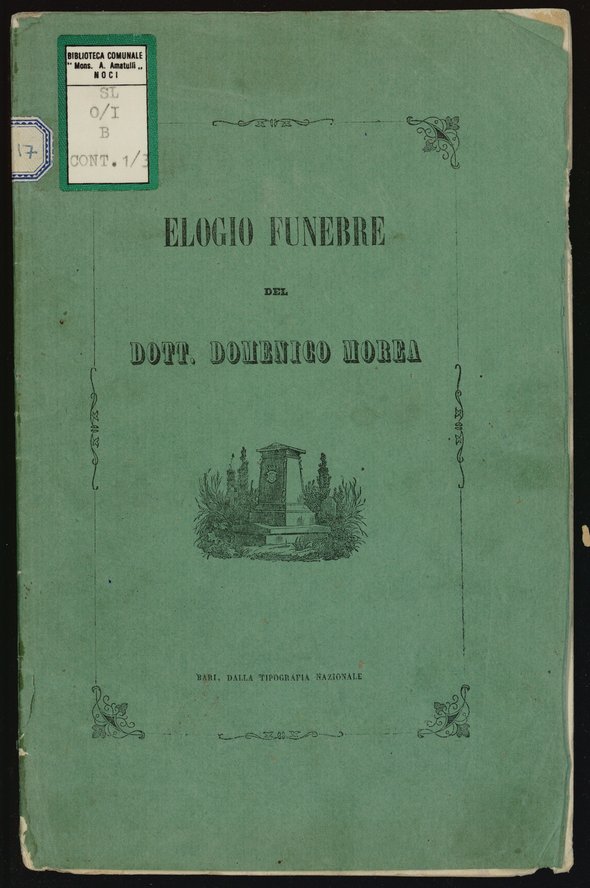 BIBLIOTECA COMUNALE
"Mons. A. Amatulli„
NOCI
SL
O/I
B
CONT.1/3
17
ELOGIO FUNEBRE
DEL
DOTT. DOMENICO MOREA
BARI, DALLA TIPOGRAFIA NAZIONALE